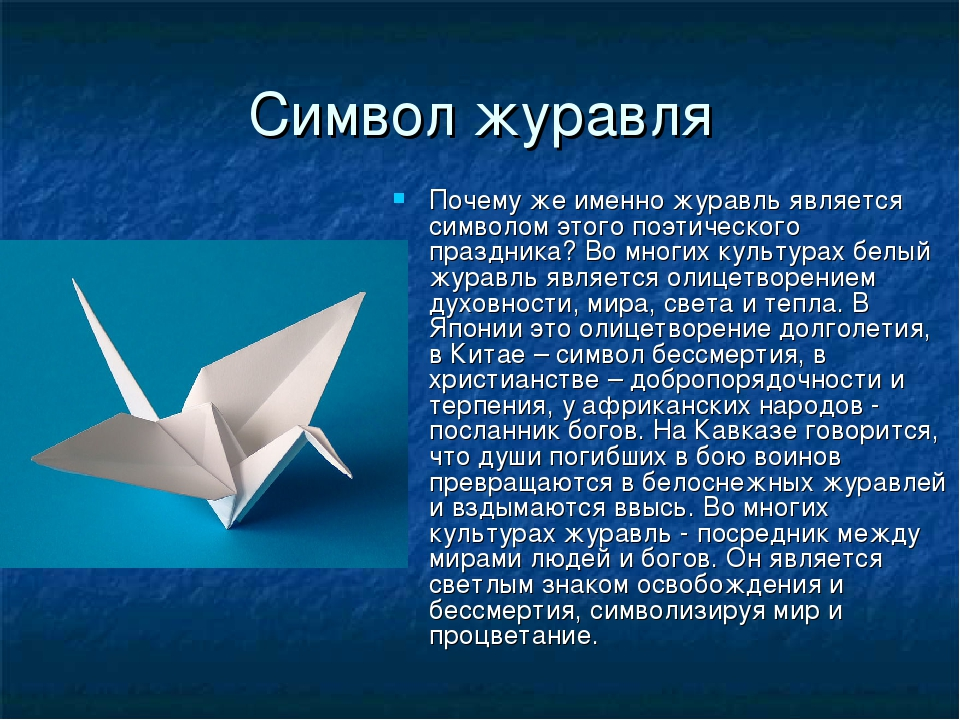 Символ журавля
Почему же именно журавль является
символом этого поэтического
праздника? Во многих культурах белый
журавль является олицетворением
духовности, мира, света и тепла. В
Японии это олицетворение долголетия,
в Китае – символ бессмертия, в
христианстве – добропорядочности и
терпения, у африканских народов -
посланник богов. На Кавказе говорится,
что души погибших в бою воинов
превращаются в белоснежных журавлей
и вздымаются ввысь. Во многих
культурах журавль - посредник между
мирами людей и богов. Он является
светлым знаком освобождения и
бессмертия, символизируя мир и
процветание.